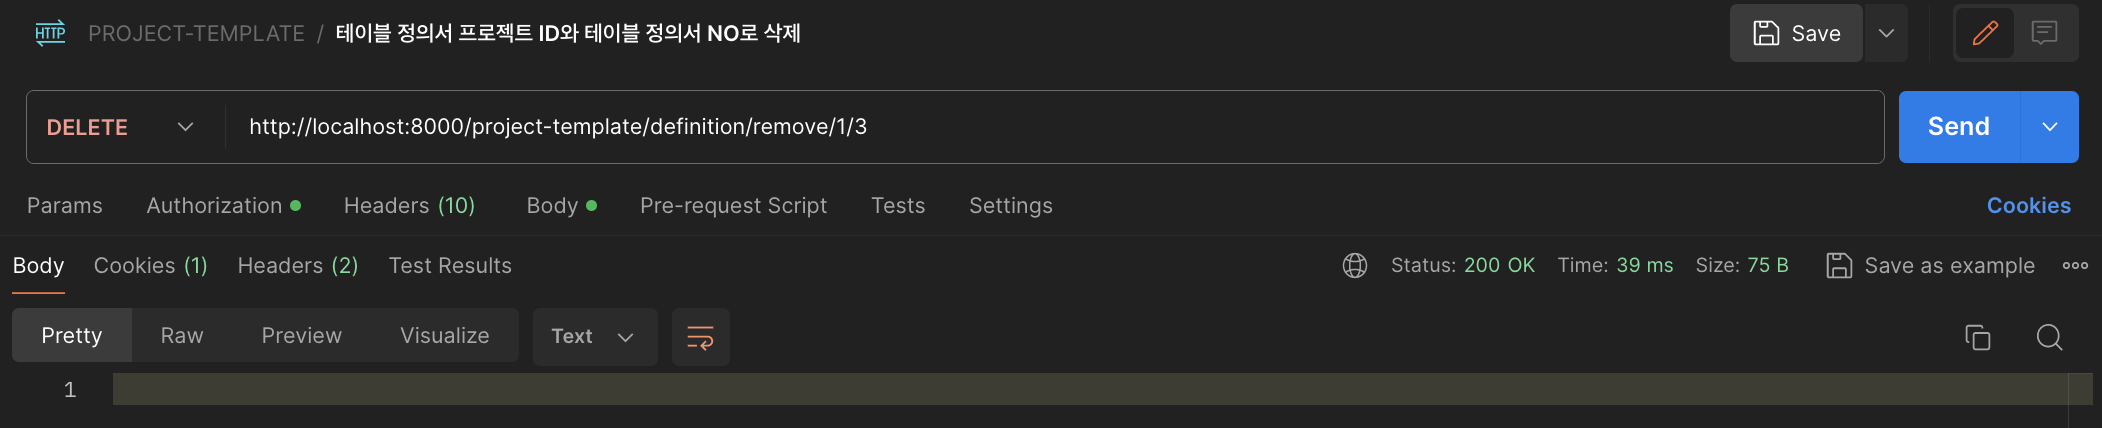 HTTP PROJECT-TEMPLATE / 테이블 정의서 프로젝트 ID와 테이블 정의서 NO로 삭제 Save
DELETE http://localhost:8000/project-template/definition/remove/1/3 Send
Params Authorization Headers (10) Body Pre-request Script Tests Settings Cookies
Body Cookies (1) Headers (2) Test Results Status: 200 OK Time: 39 ms Size: 75 B Save as example
Pretty Raw Preview Visualize Text
1